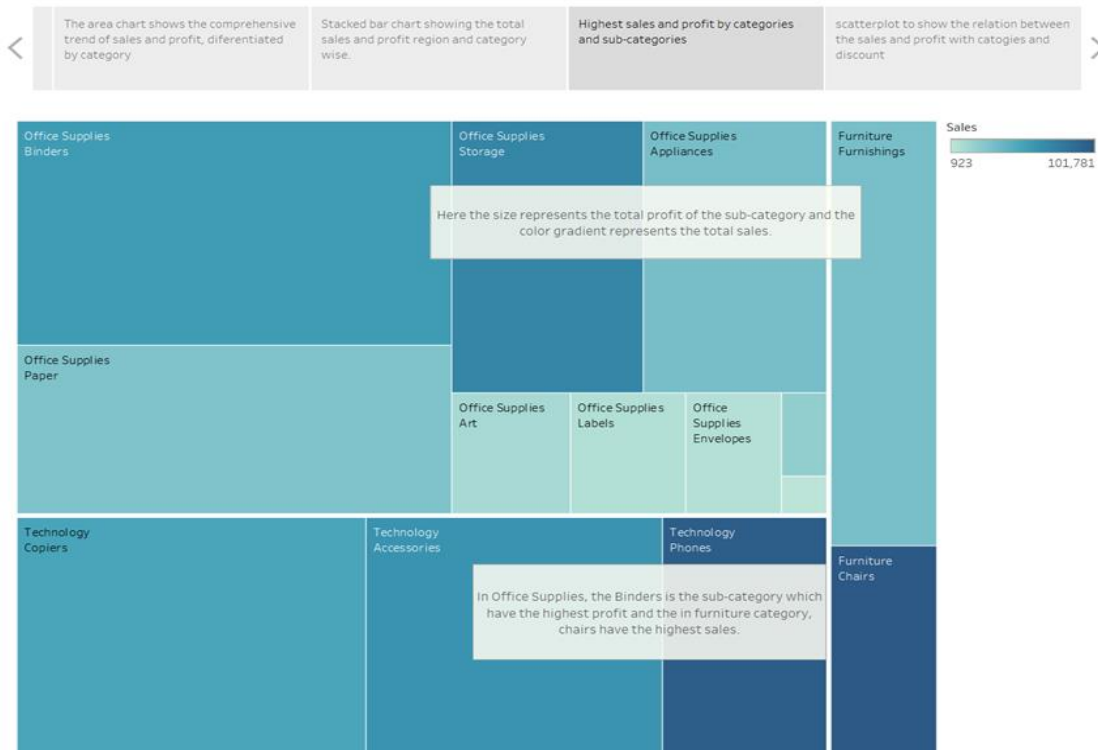 The area chart shows the comprehensive
trend of sales and profit, diferentiated
by category
Stacked bar chart showing the total
sales and profit region and category
wise.
Highest sales and profit by categories
and sub-categories
scatterplot to show the relation between
the sales and profit with catogies and
discount
Office Supplies
Binders
Office Supplies
Storage
Office Supplies
Appliances
Furniture
Furnishings
Sales
923
101,781
Here the size represents the total profit of the sub-category and the
color gradient represents the total sales.
Office Supplies
Paper
Office Supplies
Art
Office Supplies
Labels
Office
Supplies
Envelopes
Technology
Copiers
Technology
Accessories
Technology
Phones
Furniture
Chairs
In Office Supplies, the Binders is the sub-category which
have the highest profit and the in furniture category,
chairs have the highest sales.